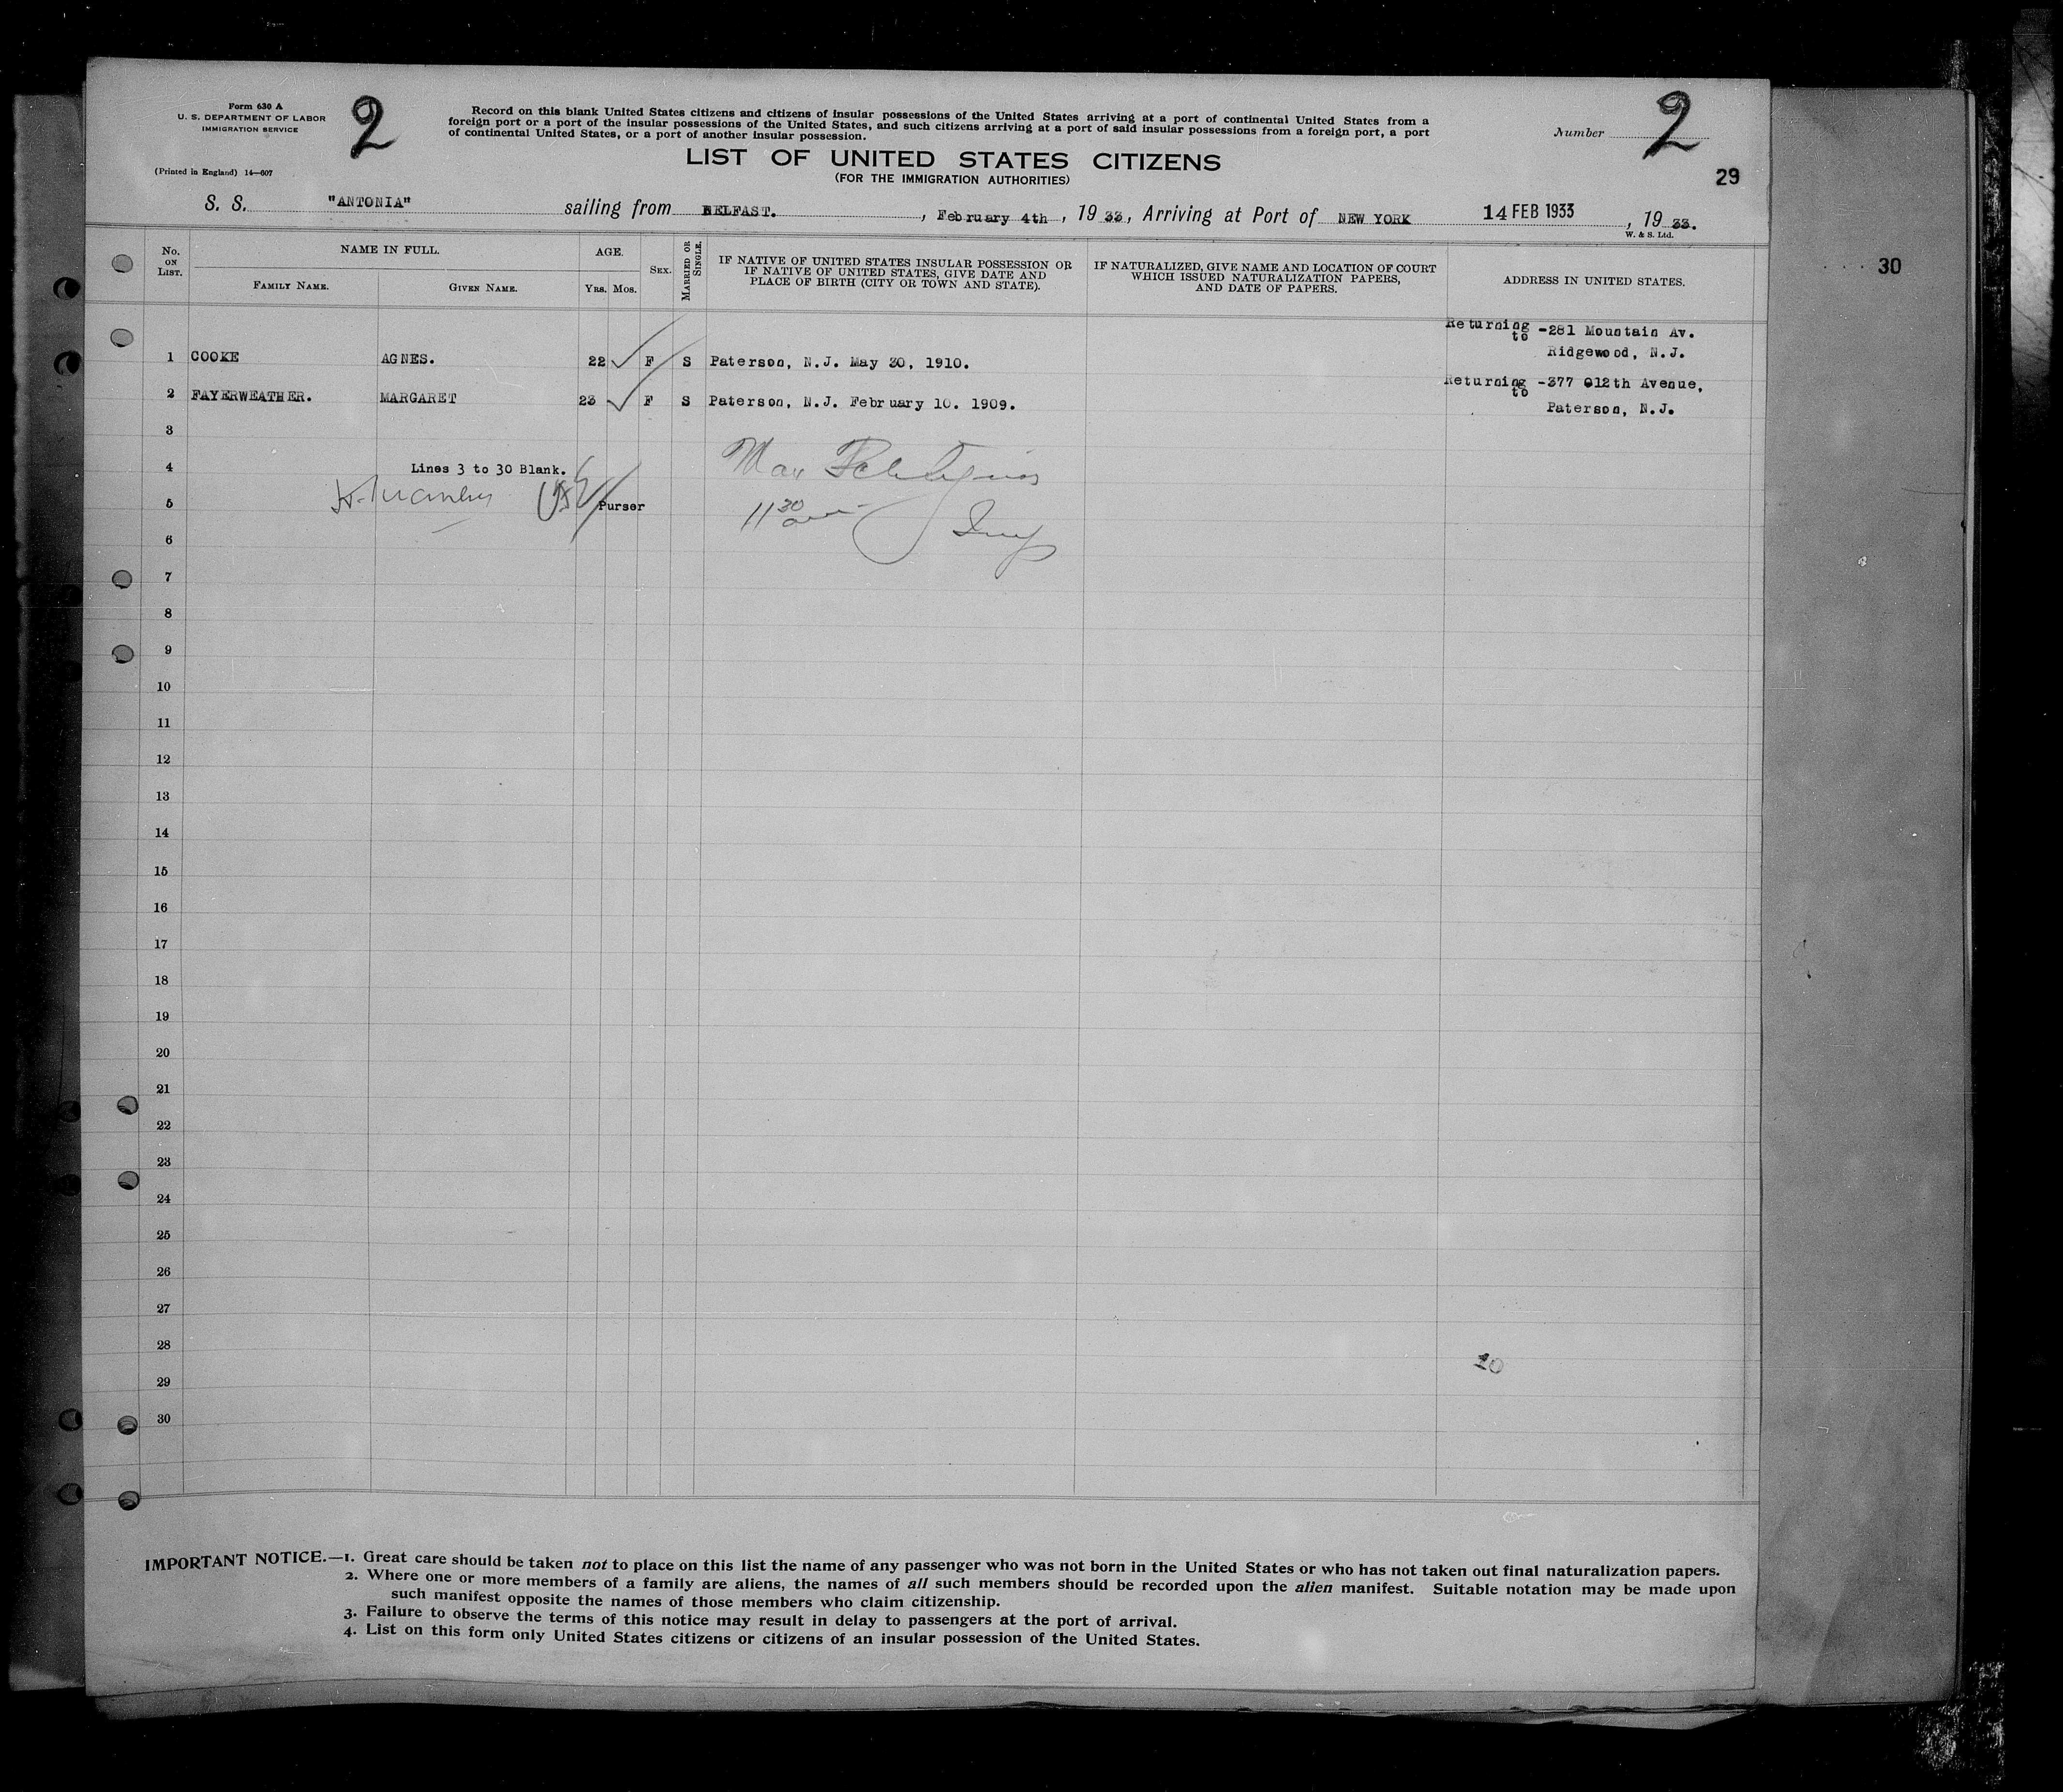 Form 630 A
U. S. DEPARTMENT OF LABOR
IMMIGRATION SERVICE
(Printed in England) 14—607
2
Record on this blank United States citizens and citizens of insular possessions of the United States arriving at a port of continental United States from a
foreign port or a port of the insular possessions of the United States, and such citizens arriving at a port of said insular possessions from a foreign port, a port
of continental United States, or a port of another insular possession.
Number 2
LIST OF UNITED STATES CITIZENS
(FOR THE IMMIGRATION AUTHORITIES)
29
S. S. "ANTONIA" sailing from BELFAST. , February 4th , 19 33 , Arriving at Port of NEW YORK 14 FEB 1933 , 19 33.
W. & S. Ltd.
30
No. ON LIST.
NAME IN FULL.
FAMILY NAME.
GIVEN NAME.
AGE.
YRS. MOS.
SEX.
MARRIED OR SINGLE.
IF NATIVE OF UNITED STATES INSULAR POSSESSION OR
IF NATIVE OF UNITED STATES, GIVE DATE AND
PLACE OF BIRTH (CITY OR TOWN AND STATE).
IF NATURALIZED, GIVE NAME AND LOCATION OF COURT
WHICH ISSUED NATURALIZATION PAPERS,
AND DATE OF PAPERS.
ADDRESS IN UNITED STATES.
1 COOKE AGNES. 22 F S Paterson, N.J. May 30, 1910. Returning to -281 Mountain Av.
Ridgewood, N.J.
2 FAYERWEATHER. MARGARET 23 F S Paterson, N.J. February 10. 1909. Returning to -377 12th Avenue,
Paterson, N.J.
3
4 Lines 3 to 30 Blank. Max
5 Purser 11 30 am Insp
6
7
8
9
10
11
12
13
14
15
16
17
18
19
20
21
22
23
24
25
26
27
28 10
29
30
IMPORTANT NOTICE.—1. Great care should be taken not to place on this list the name of any passenger who was not born in the United States or who has not taken out final naturalization papers.
2. Where one or more members of a family are aliens, the names of all such members should be recorded upon the alien manifest. Suitable notation may be made upon
such manifest opposite the names of those members who claim citizenship.
3. Failure to observe the terms of this notice may result in delay to passengers at the port of arrival.
4. List on this form only United States citizens or citizens of an insular possession of the United States.